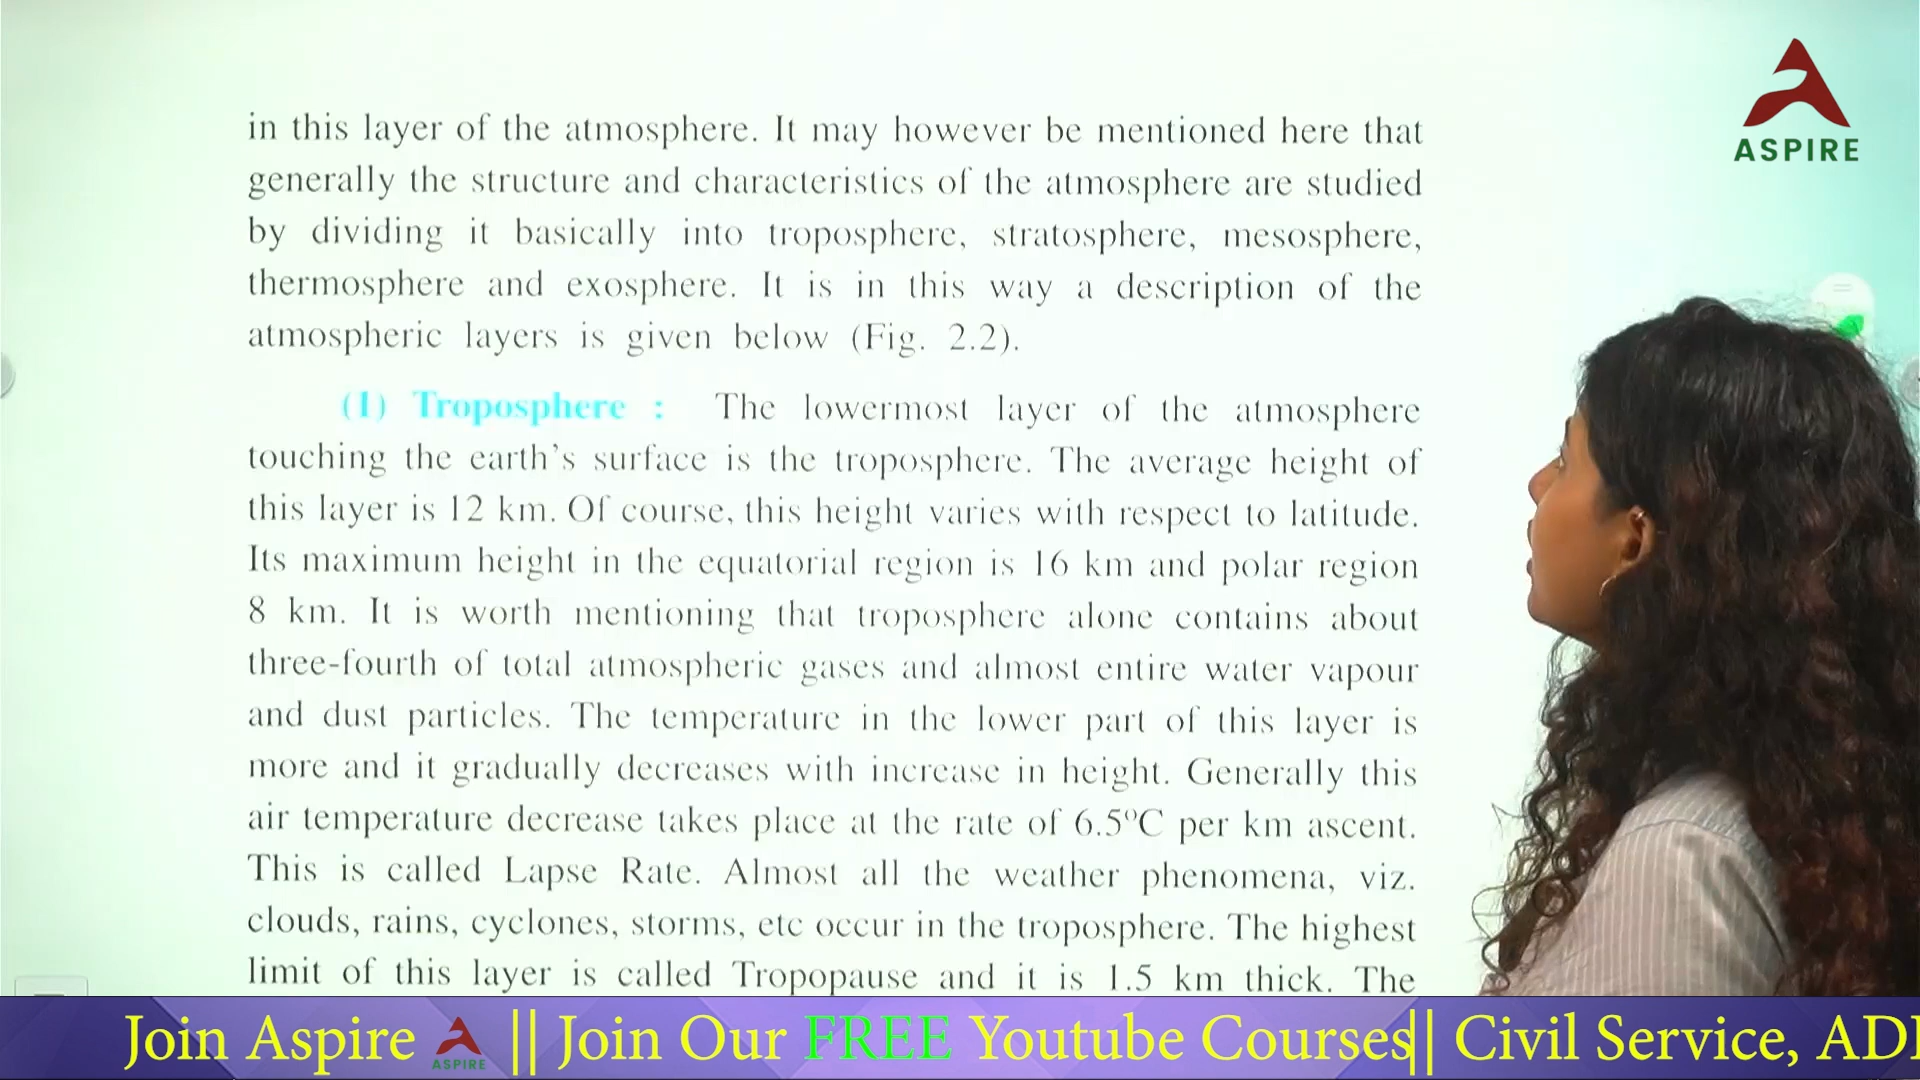 in this layer of the atmosphere. It may however be mentioned here that
generally the structure and characteristics of the atmosphere are studied
by dividing it basically into troposphere, stratosphere, mesosphere,
thermosphere and exosphere. It is in this way a description of the
atmospheric layers is given below (Fig. 2.2).
(I) Troposphere : The lowermost layer of the atmosphere
touching the earth's surface is the troposphere. The average height of
this layer is 12 km. Of course, this height varies with respect to latitude.
Its maximum height in the equatorial region is 16 km and polar region
8 km. It is worth mentioning that troposphere alone contains about
three-fourth of total atmospheric gases and almost entire water vapour
and dust particles. The temperature in the lower part of this layer is
more and it gradually decreases with increase in height. Generally this
air temperature decrease takes place at the rate of 6.5ºC per km ascent.
This is called Lapse Rate. Almost all the weather phenomena, viz.
clouds, rains, cyclones, storms, etc occur in the troposphere. The highest
limit of this layer is called Tropopause and it is 1.5 km thick. The
ASPIRE
Join Aspire ASPIRE || Join Our FREE Youtube Courses|| Civil Service, AD